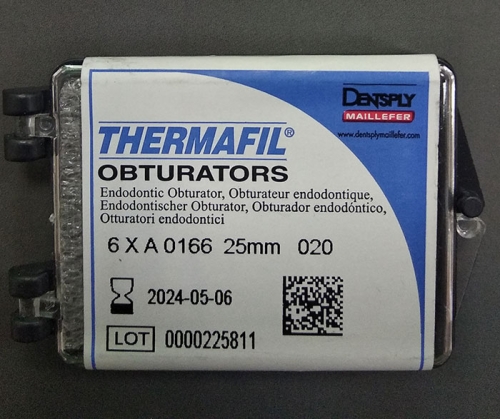 DENTSPLY
MAILLEFER
www.dentsplymaillefer.com
THERMAFIL®
OBTURATORS
Endodontic Obturator, Obturateur endodontique,
Endodontischer Obturator, Obturador endodóntico,
Otturatori endodontici
6 X A 0166 25mm 020
2024-05-06
LOT 0000225811